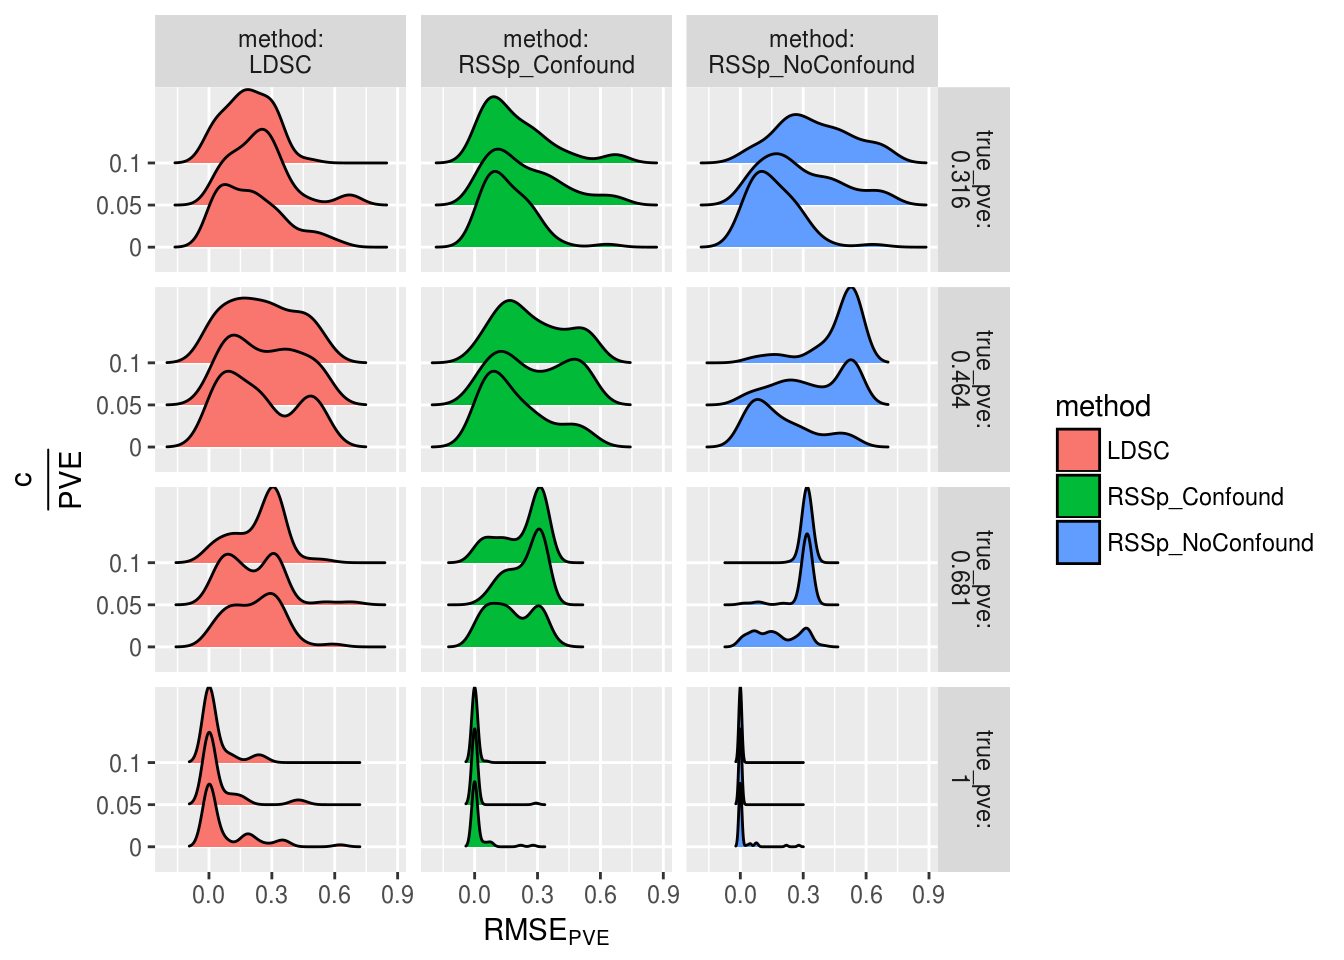 method:
LDSC
method:
RSSp_Confound
method:
RSSp_NoConfound
0.1
0.05
0
true_pve:
0.316
0.1
0.05
0
true_pve:
0.464
0.1
0.05
0
true_pve:
0.681
0.1
0.05
0
true_pve:
1
c
PVE
0.0 0.3 0.6 0.9
0.0 0.3 0.6 0.9
0.0 0.3 0.6 0.9
RMSE PVE
method
LDSC
RSSp_Confound
RSSp_NoConfound